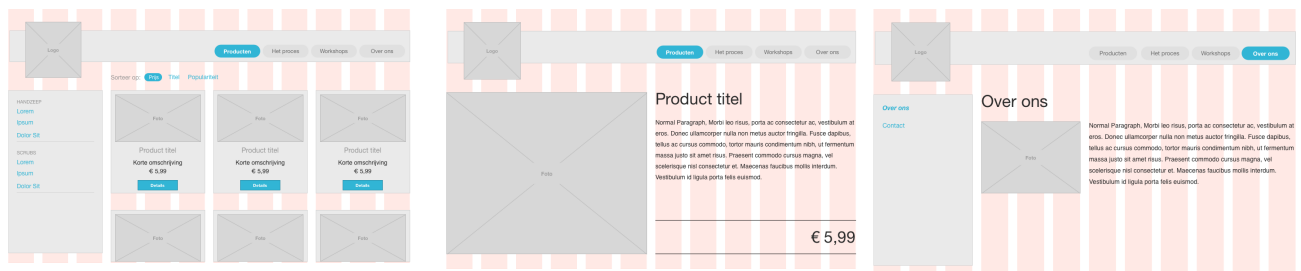 Logo
Producten
Het proces
Workshops
Over ons
Sorteer op: Prijs Titel Populariteit
HANDZEEP
Lorem
Ipsum
Dolor Sit
SCRUBS
Lorem
Ipsum
Dolor Sit
Foto
Product titel
Korte omschrijving
€ 5,99
Details
Foto
Product titel
Korte omschrijving
€ 5,99
Details
Foto
Product titel
Korte omschrijving
€ 5,99
Details
Foto
Foto
Foto
Logo
Producten
Het proces
Workshops
Over ons
Foto
Product titel
Normal Paragraph, Morbi leo risus, porta ac consectetur ac, vestibulum at
eros. Donec ullamcorper nulla non metus auctor fringilla. Fusce dapibus,
tellus ac cursus commodo, tortor mauris condimentum nibh, ut fermentum
massa justo sit amet risus. Praesent commodo cursus magna, vel
scelerisque nisl consectetur et. Maecenas faucibus mollis interdum.
Vestibulum id ligula porta felis euismod.
€ 5,99
Logo
Producten
Het proces
Workshops
Over ons
Over ons
Contact
Over ons
Foto
Normal Paragraph, Morbi leo risus, porta ac consectetur ac, vestibulum at
eros. Donec ullamcorper nulla non metus auctor fringilla. Fusce dapibus,
tellus ac cursus commodo, tortor mauris condimentum nibh, ut fermentum
massa justo sit amet risus. Praesent commodo cursus magna, vel
scelerisque nisl consectetur et. Maecenas faucibus mollis interdum.
Vestibulum id ligula porta felis euismod.